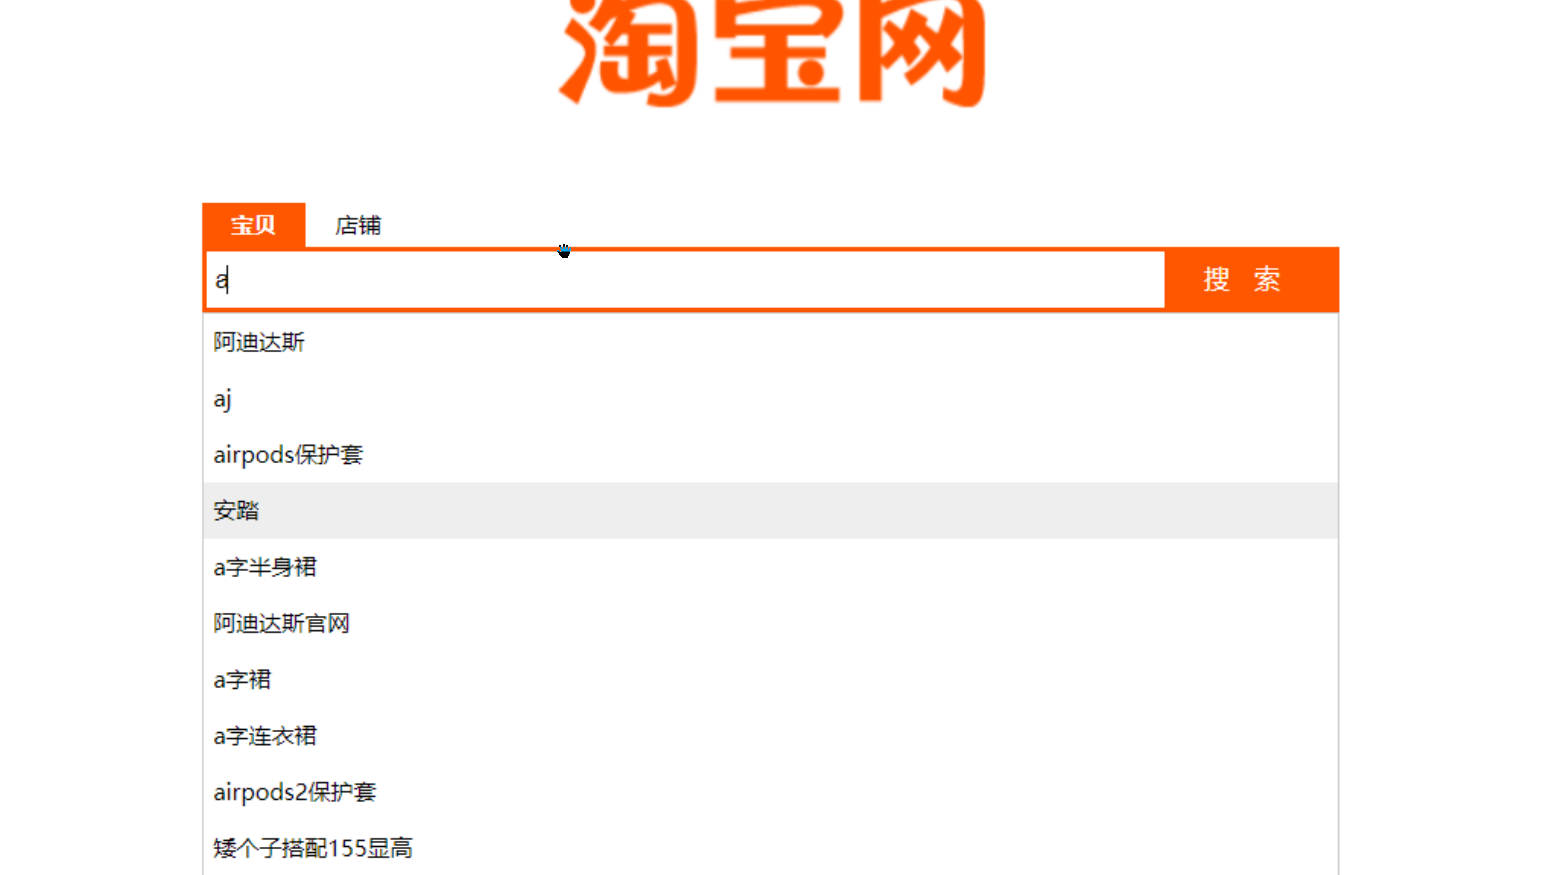 淘宝网
宝贝 店铺
a 搜 索
阿迪达斯
aj
airpods保护套
安踏
a字半身裙
阿迪达斯官网
a字裙
a字连衣裙
airpods2保护套
矮个子搭配155显高